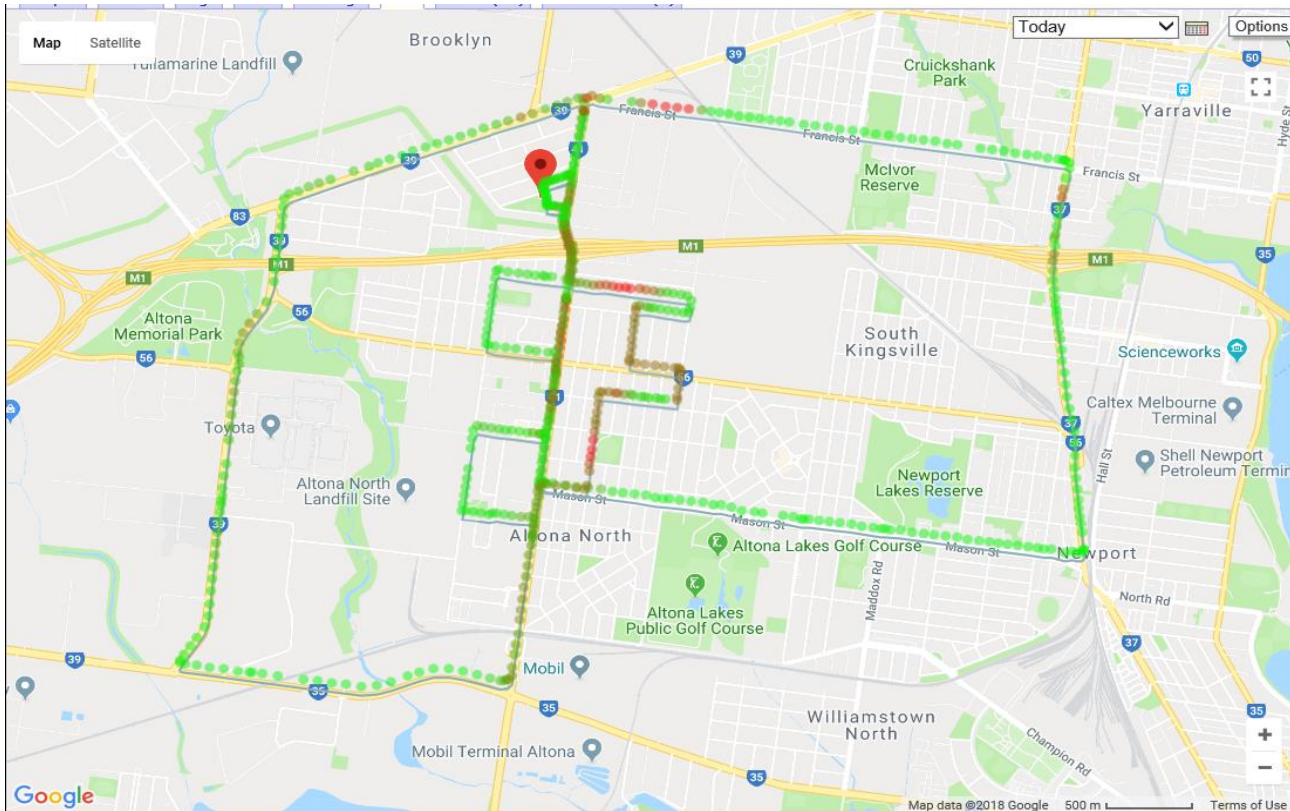 Today
Options
Map
Satellite
Brooklyn
39
Cruickshank
Park
50
Tullamarine Landfill
Yarraville
Hyde St
39
Francis St
41
Francis St
39
McIvor
Reserve
Francis St
83
37
39
M1
M1
M1
35
M1
Altona
Memorial Park
56
South
Kingsville
Scienceworks
56
Caltex Melbourne
Terminal
37
Toyota
56
Hall St
Shell Newport
Altona North
Landfill Site
Newport
Lakes Reserve
Mason St
39
Mason St
Altona North
Altona Lakes Golf Course
Mason St
Newport
Maddox Rd
North Rd
Altona Lakes
Public Golf Course
37
39
Mobil
35
35
35
Williamstown
North
Mobil Terminal Altona
Champion Rd
35
+
−
Google
Map data ©2018 Google
500 m
Terms of Use